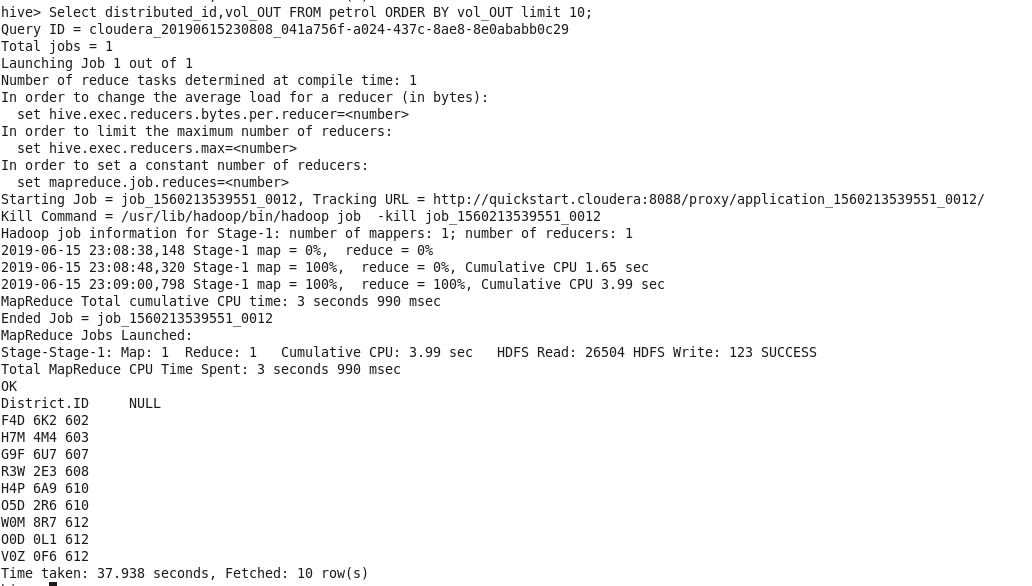 hive> Select distributed_id,vol_OUT FROM petrol ORDER BY vol_OUT limit 10;
Query ID = cloudera_20190615230808_041a756f-a024-437c-8ae8-8e0ababb0c29
Total jobs = 1
Launching Job 1 out of 1
Number of reduce tasks determined at compile time: 1
In order to change the average load for a reducer (in bytes):
  set hive.exec.reducers.bytes.per.reducer=<number>
In order to limit the maximum number of reducers:
  set hive.exec.reducers.max=<number>
In order to set a constant number of reducers:
  set mapreduce.job.reduces=<number>
Starting Job = job_1560213539551_0012, Tracking URL = http://quickstart.cloudera:8088/proxy/application_1560213539551_0012/
Kill Command = /usr/lib/hadoop/bin/hadoop job  -kill job_1560213539551_0012
Hadoop job information for Stage-1: number of mappers: 1; number of reducers: 1
2019-06-15 23:08:38,148 Stage-1 map = 0%,  reduce = 0%
2019-06-15 23:08:48,320 Stage-1 map = 100%,  reduce = 0%, Cumulative CPU 1.65 sec
2019-06-15 23:09:00,798 Stage-1 map = 100%,  reduce = 100%, Cumulative CPU 3.99 sec
MapReduce Total cumulative CPU time: 3 seconds 990 msec
Ended Job = job_1560213539551_0012
MapReduce Jobs Launched:
Stage-Stage-1: Map: 1  Reduce: 1   Cumulative CPU: 3.99 sec   HDFS Read: 26504 HDFS Write: 123 SUCCESS
Total MapReduce CPU Time Spent: 3 seconds 990 msec
OK
District.ID     NULL
F4D 6K2 602
H7M 4M4 603
G9F 6U7 607
R3W 2E3 608
H4P 6A9 610
O5D 2R6 610
W0M 8R7 612
O0D 0L1 612
V0Z 0F6 612
Time taken: 37.938 seconds, Fetched: 10 row(s)